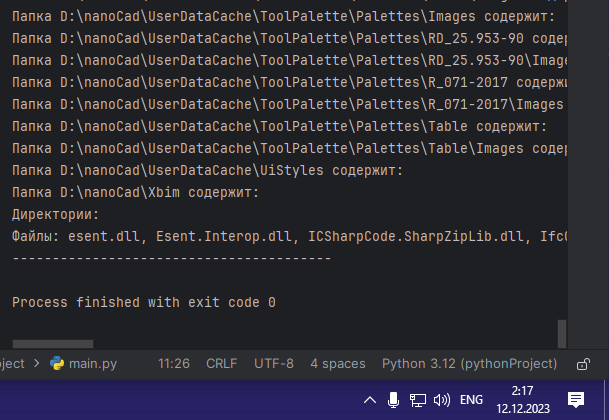 Папка D:\nanoCad\UserDataCache\ToolPalette\Palettes\Images содержит:
Папка D:\nanoCad\UserDataCache\ToolPalette\Palettes\RD_25.953-90 содер
Папка D:\nanoCad\UserDataCache\ToolPalette\Palettes\RD_25.953-90\Image
Папка D:\nanoCad\UserDataCache\ToolPalette\Palettes\R_071-2017 содержи
Папка D:\nanoCad\UserDataCache\ToolPalette\Palettes\R_071-2017\Images
Папка D:\nanoCad\UserDataCache\ToolPalette\Palettes\Table содержит:
Папка D:\nanoCad\UserDataCache\ToolPalette\Palettes\Table\Images содер
Папка D:\nanoCad\UserDataCache\UiStyles содержит:
Папка D:\nanoCad\Xbim содержит:
Директории:
Файлы: esent.dll, Esent.Interop.dll, ICSharpCode.SharpZipLib.dll, Ifc
----------------------------------------
Process finished with exit code 0
oject > main.py 11:26 CRLF UTF-8 4 spaces Python 3.12 (pythonProject)
ENG 2:17
12.12.2023